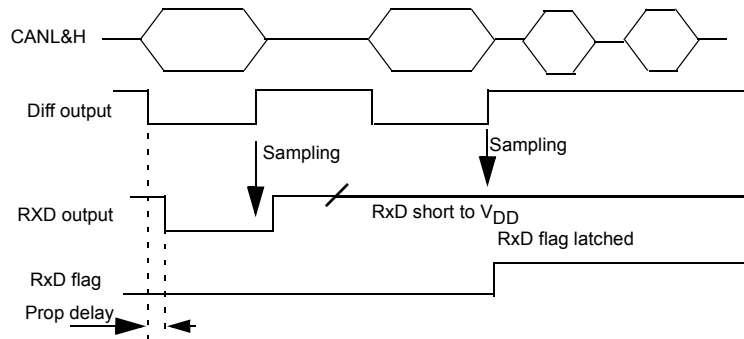 CANL&H
Diff output
Sampling
Sampling
RXD output
RxD short to VDD
RxD flag latched
RxD flag
Prop delay